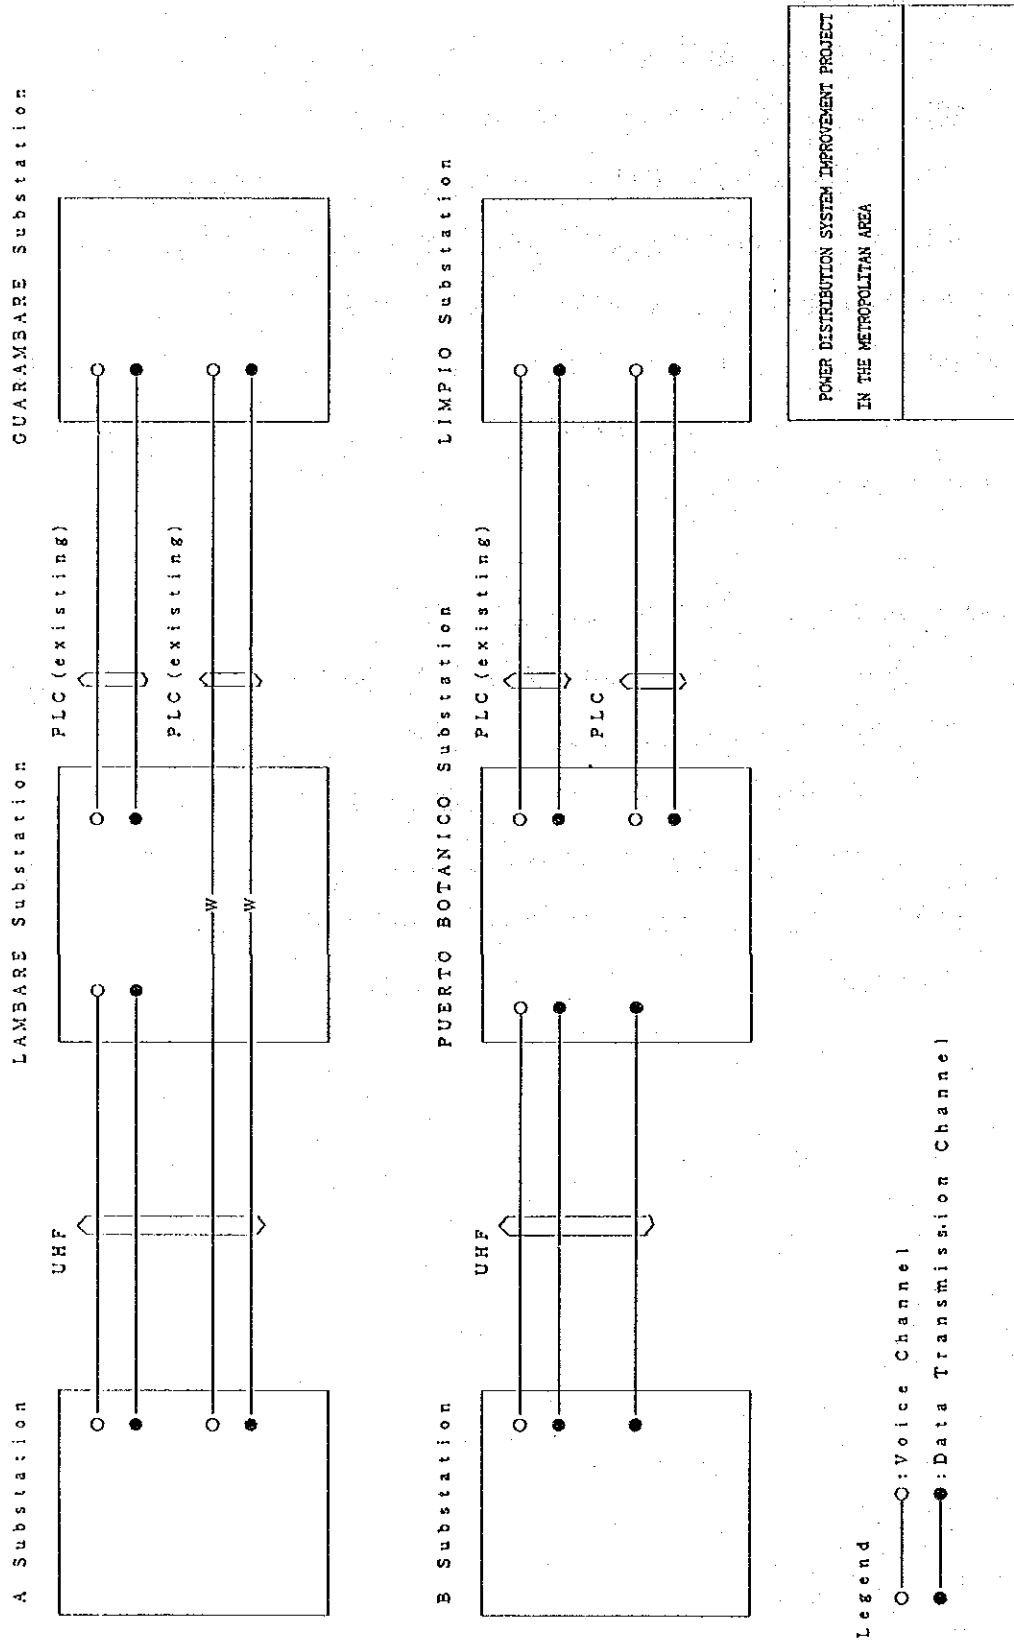 A Substation
LAMBARE Substation
GUARAMBARE Substation
UHF
PLC (existing)
PLC (existing)
W
W
B Substation
PUERTO BOTANICO Substation
LIMPIO Substation
UHF
PLC (existing)
PLC
Legend
:Voice Channel
:Data Transmission Channel
POWER DISTRIBUTION SYSTEM IMPROVEMENT PROJECT
IN THE METROPOLITAN AREA